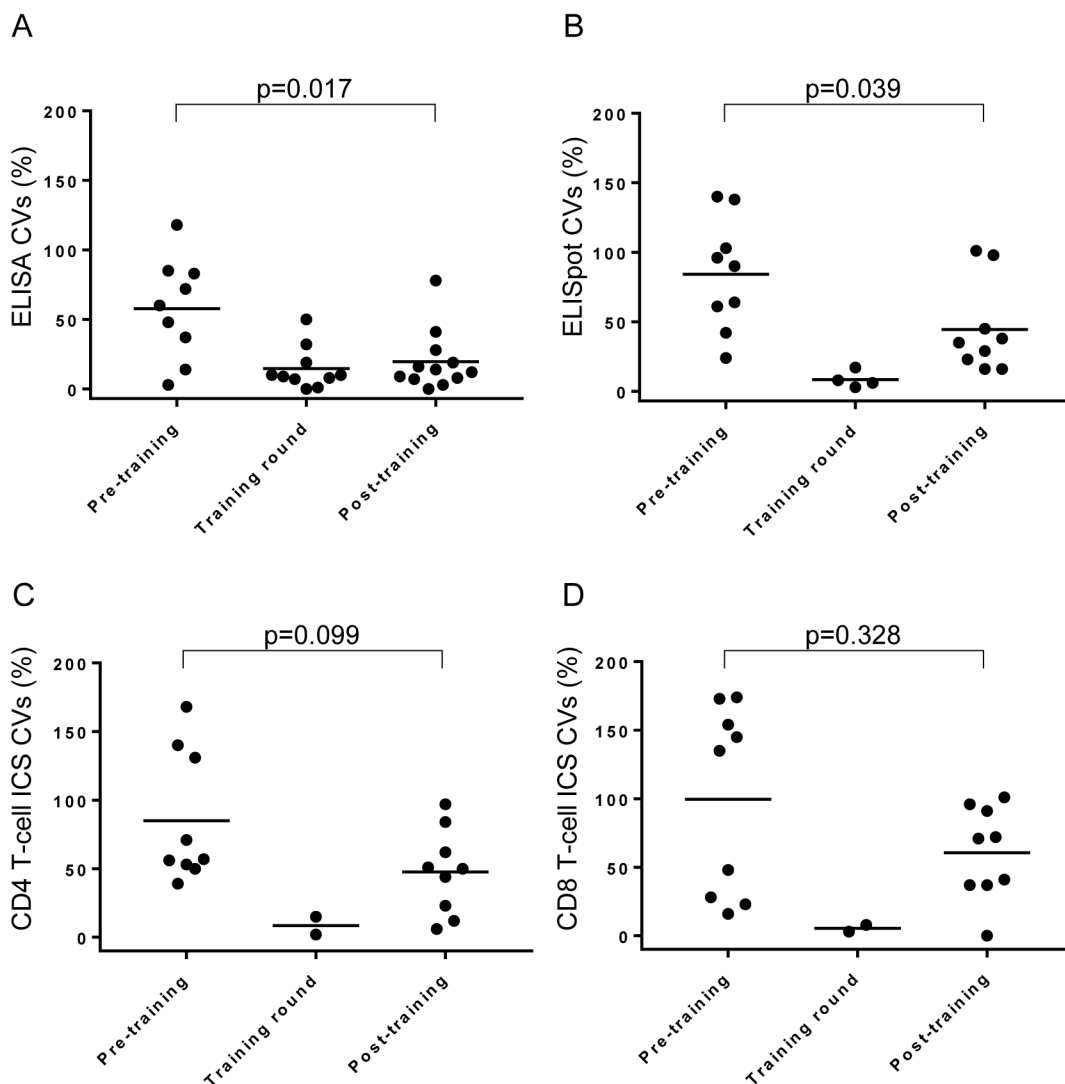 A
p=0.017
ELISA CVs (%)
200
150
100
50
0
Pre-training
Training round
Post-training
B
p=0.039
ELISpot CVs (%)
200
150
100
50
0
Pre-training
Training round
Post-training
C
p=0.099
CD4 T-cell ICS CVs (%)
200
150
100
50
0
Pre-training
Training round
Post-training
D
p=0.328
CD8 T-cell ICS CVs (%)
200
150
100
50
0
Pre-training
Training round
Post-training